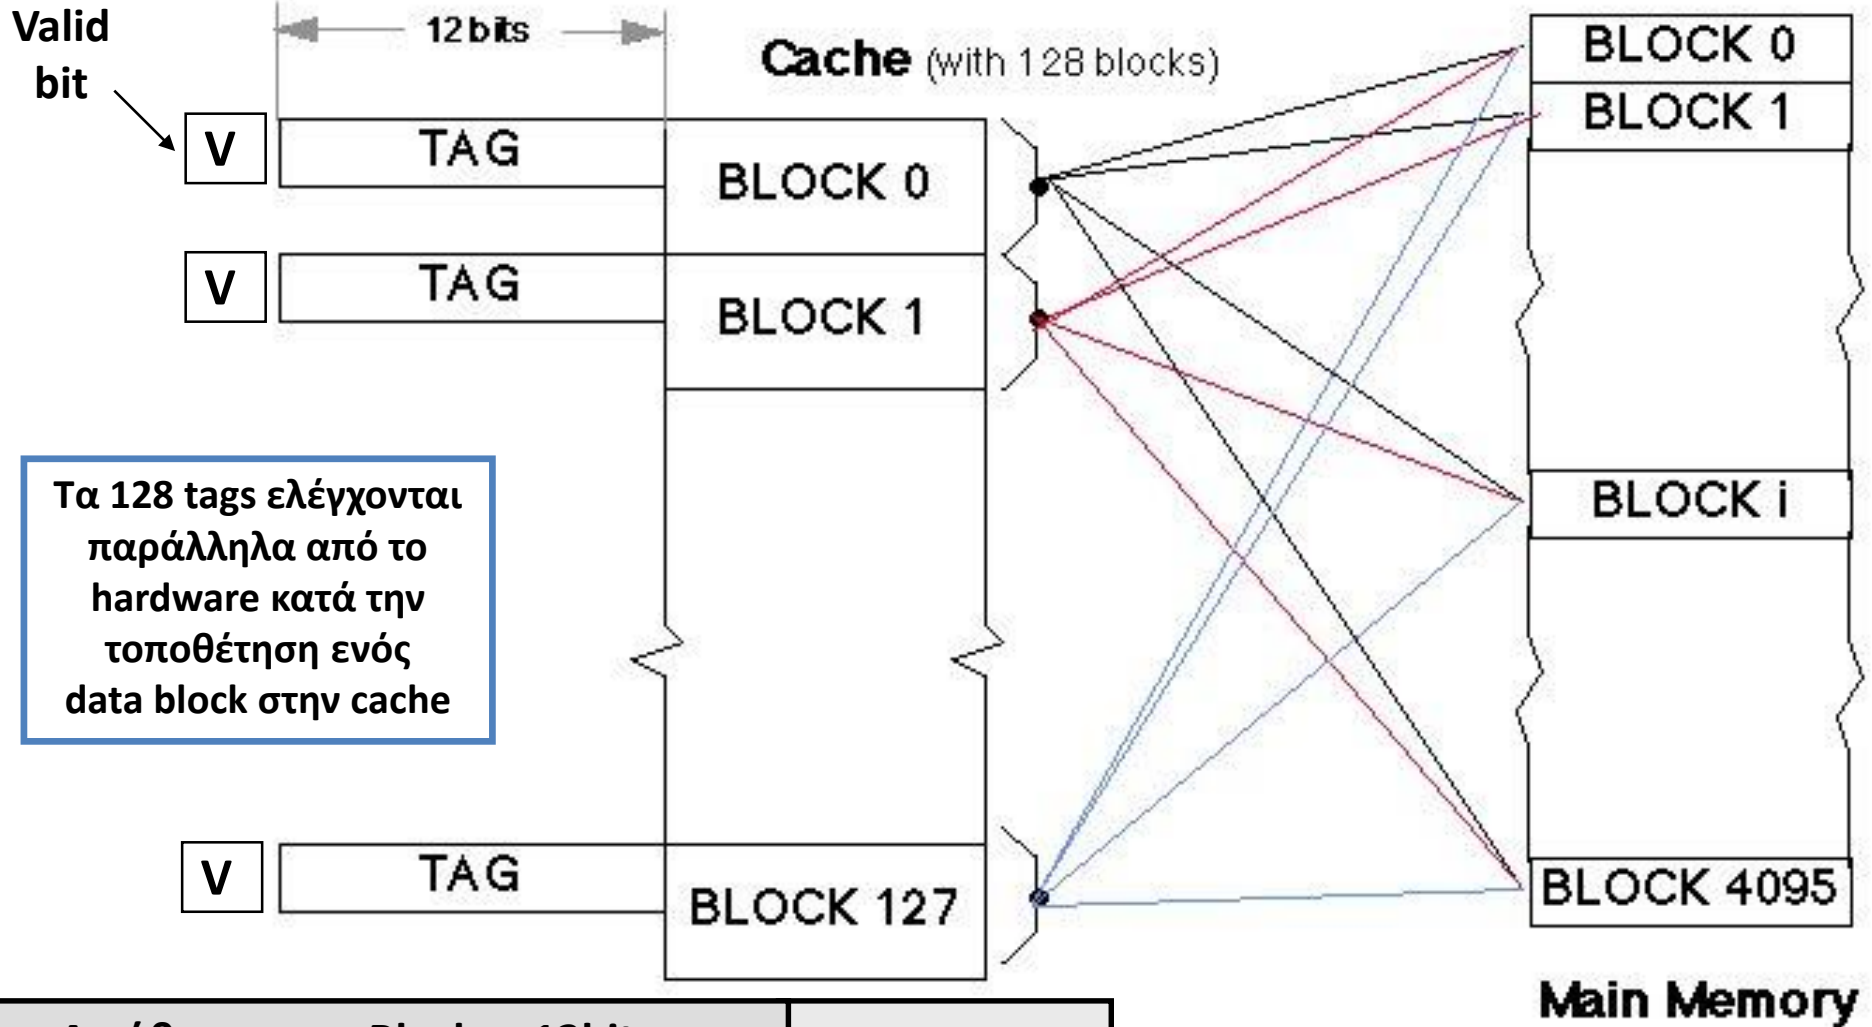 Valid
bit
12 bits
Cache (with 128 blocks)
BLOCK 0
BLOCK 1
V
TAG
BLOCK 0
V
TAG
BLOCK 1
Τα 128 tags ελέγχονται
παράλληλα από το
hardware κατά την
τοποθέτηση ενός
data block στην cache
BLOCK i
V
TAG
BLOCK 127
BLOCK 4095
Main Memory